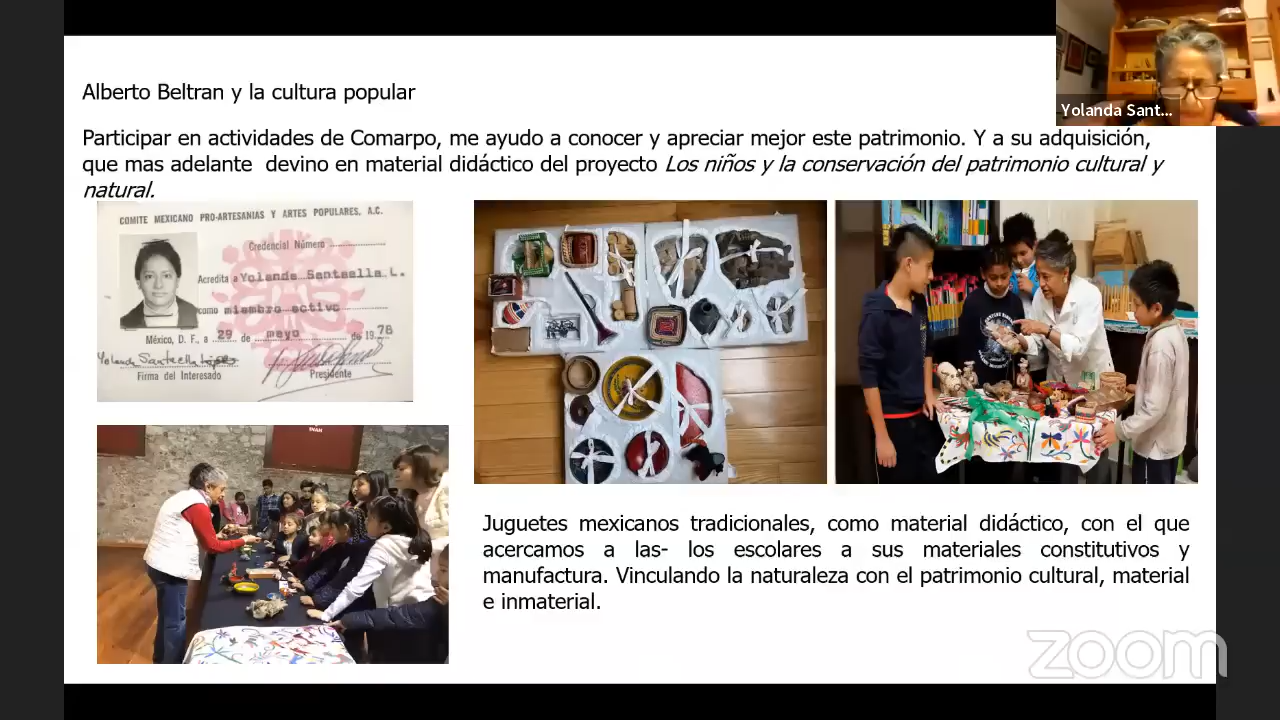 Alberto Beltran y la cultura popular
Participar en actividades de Comarpo, me ayudo a conocer y apreciar mejor este patrimonio. Y a su adquisición,
que mas adelante devino en material didáctico del proyecto Los niños y la conservación del patrimonio cultural y
natural.
Yolanda Sant...
COMITE MEXICANO PRO-ARTESANIAS Y ARTES POPULARES, A.C.
Credencial Número
Acredita a Yolanda Santaella L.
como miembro activo
México, D. F., a 29 de mayo de 1978
Yolanda Santaella López
Firma del Interesado
Presidente
Juguetes mexicanos tradicionales, como material didáctico, con el que
acercamos a las- los escolares a sus materiales constitutivos y
manufactura. Vinculando la naturaleza con el patrimonio cultural, material
e inmaterial.
zoom